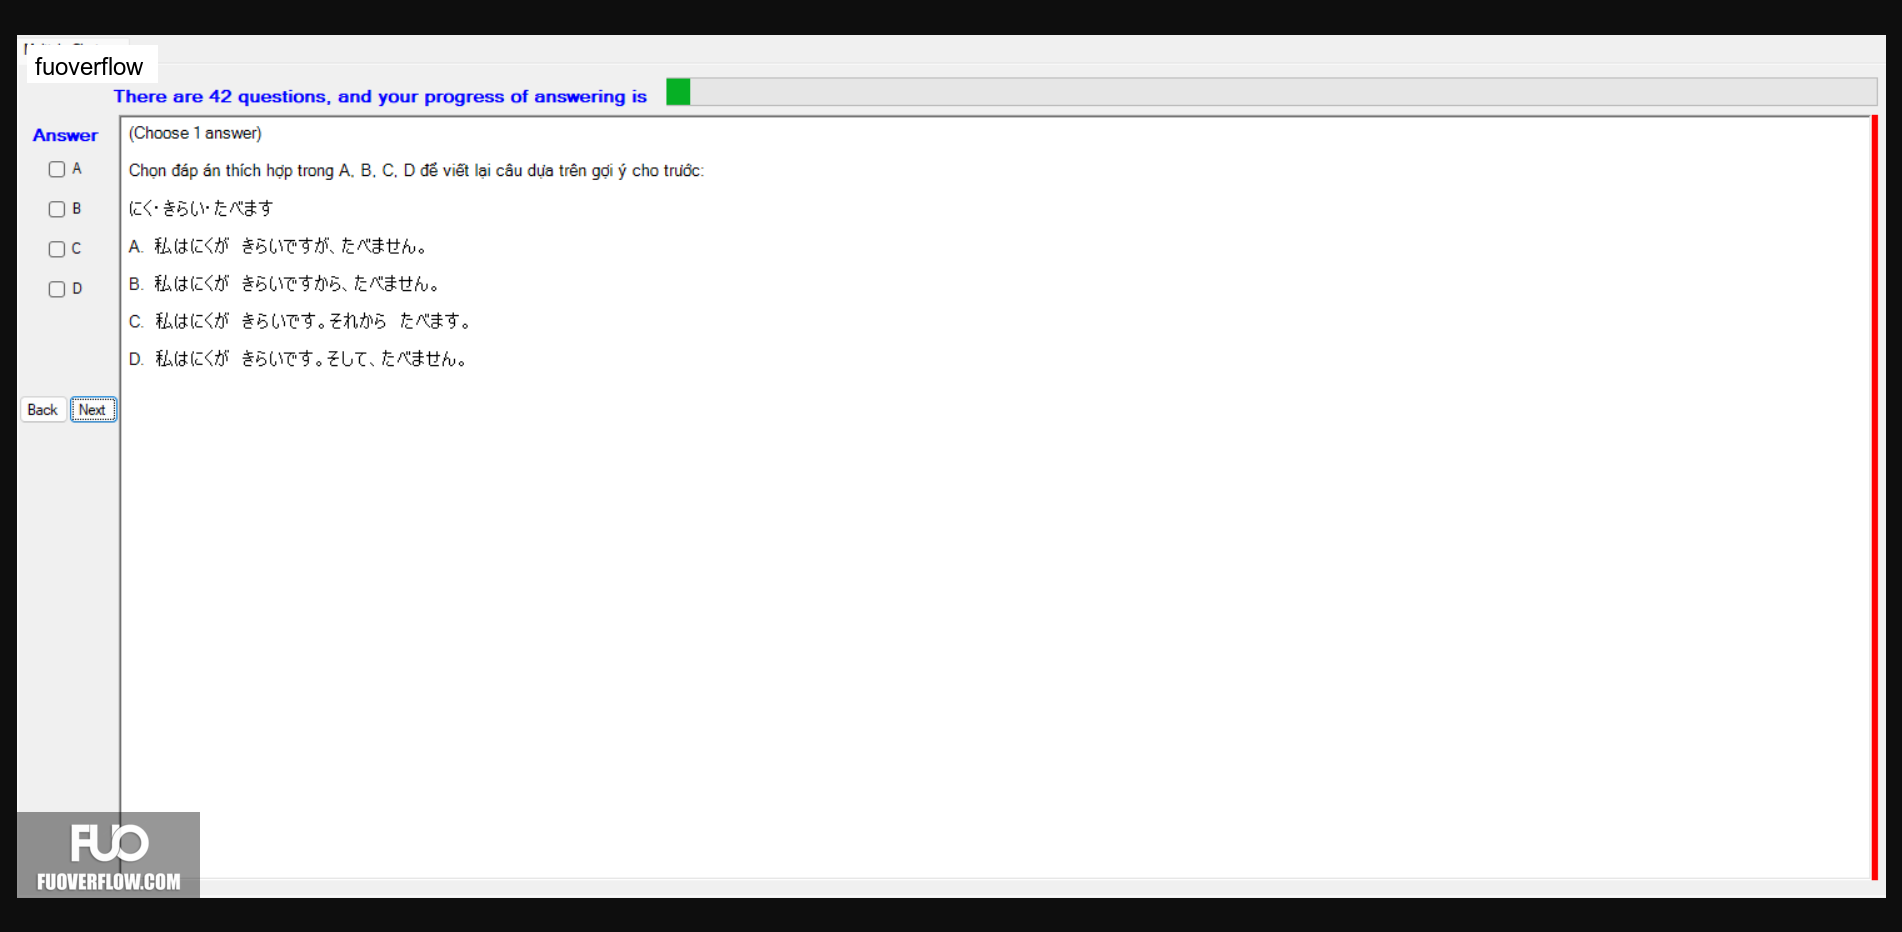 fuoverflow
There are 42 questions, and your progress of answering is
Answer
A
B
C
D
Back Next
(Choose 1 answer)
Chọn đáp án thích hợp trong A, B, C, D để viết lại câu dựa trên gợi ý cho trước:
にく・きらい・たべます
A. 私はにくが　きらいですが、たべません。
B. 私はにくが　きらいですから、たべません。
C. 私はにくが　きらいです。それから　たべます。
D. 私はにくが　きらいです。そして、たべません。
FUO
FUOVERFLOW.COM